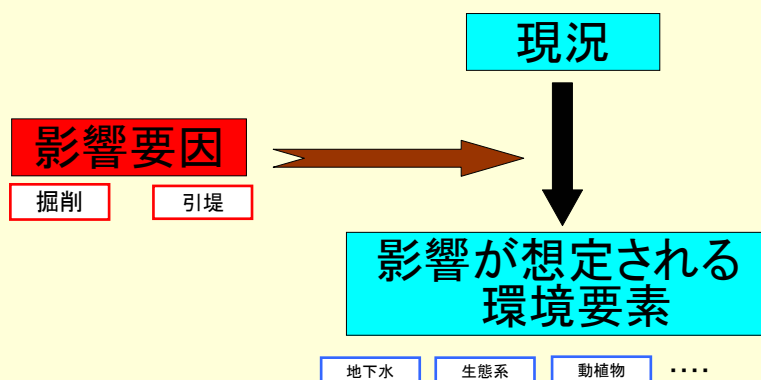 現況
影響要因
掘削
引堤
影響が想定される
環境要素
地下水
生態系
動植物
‥‥